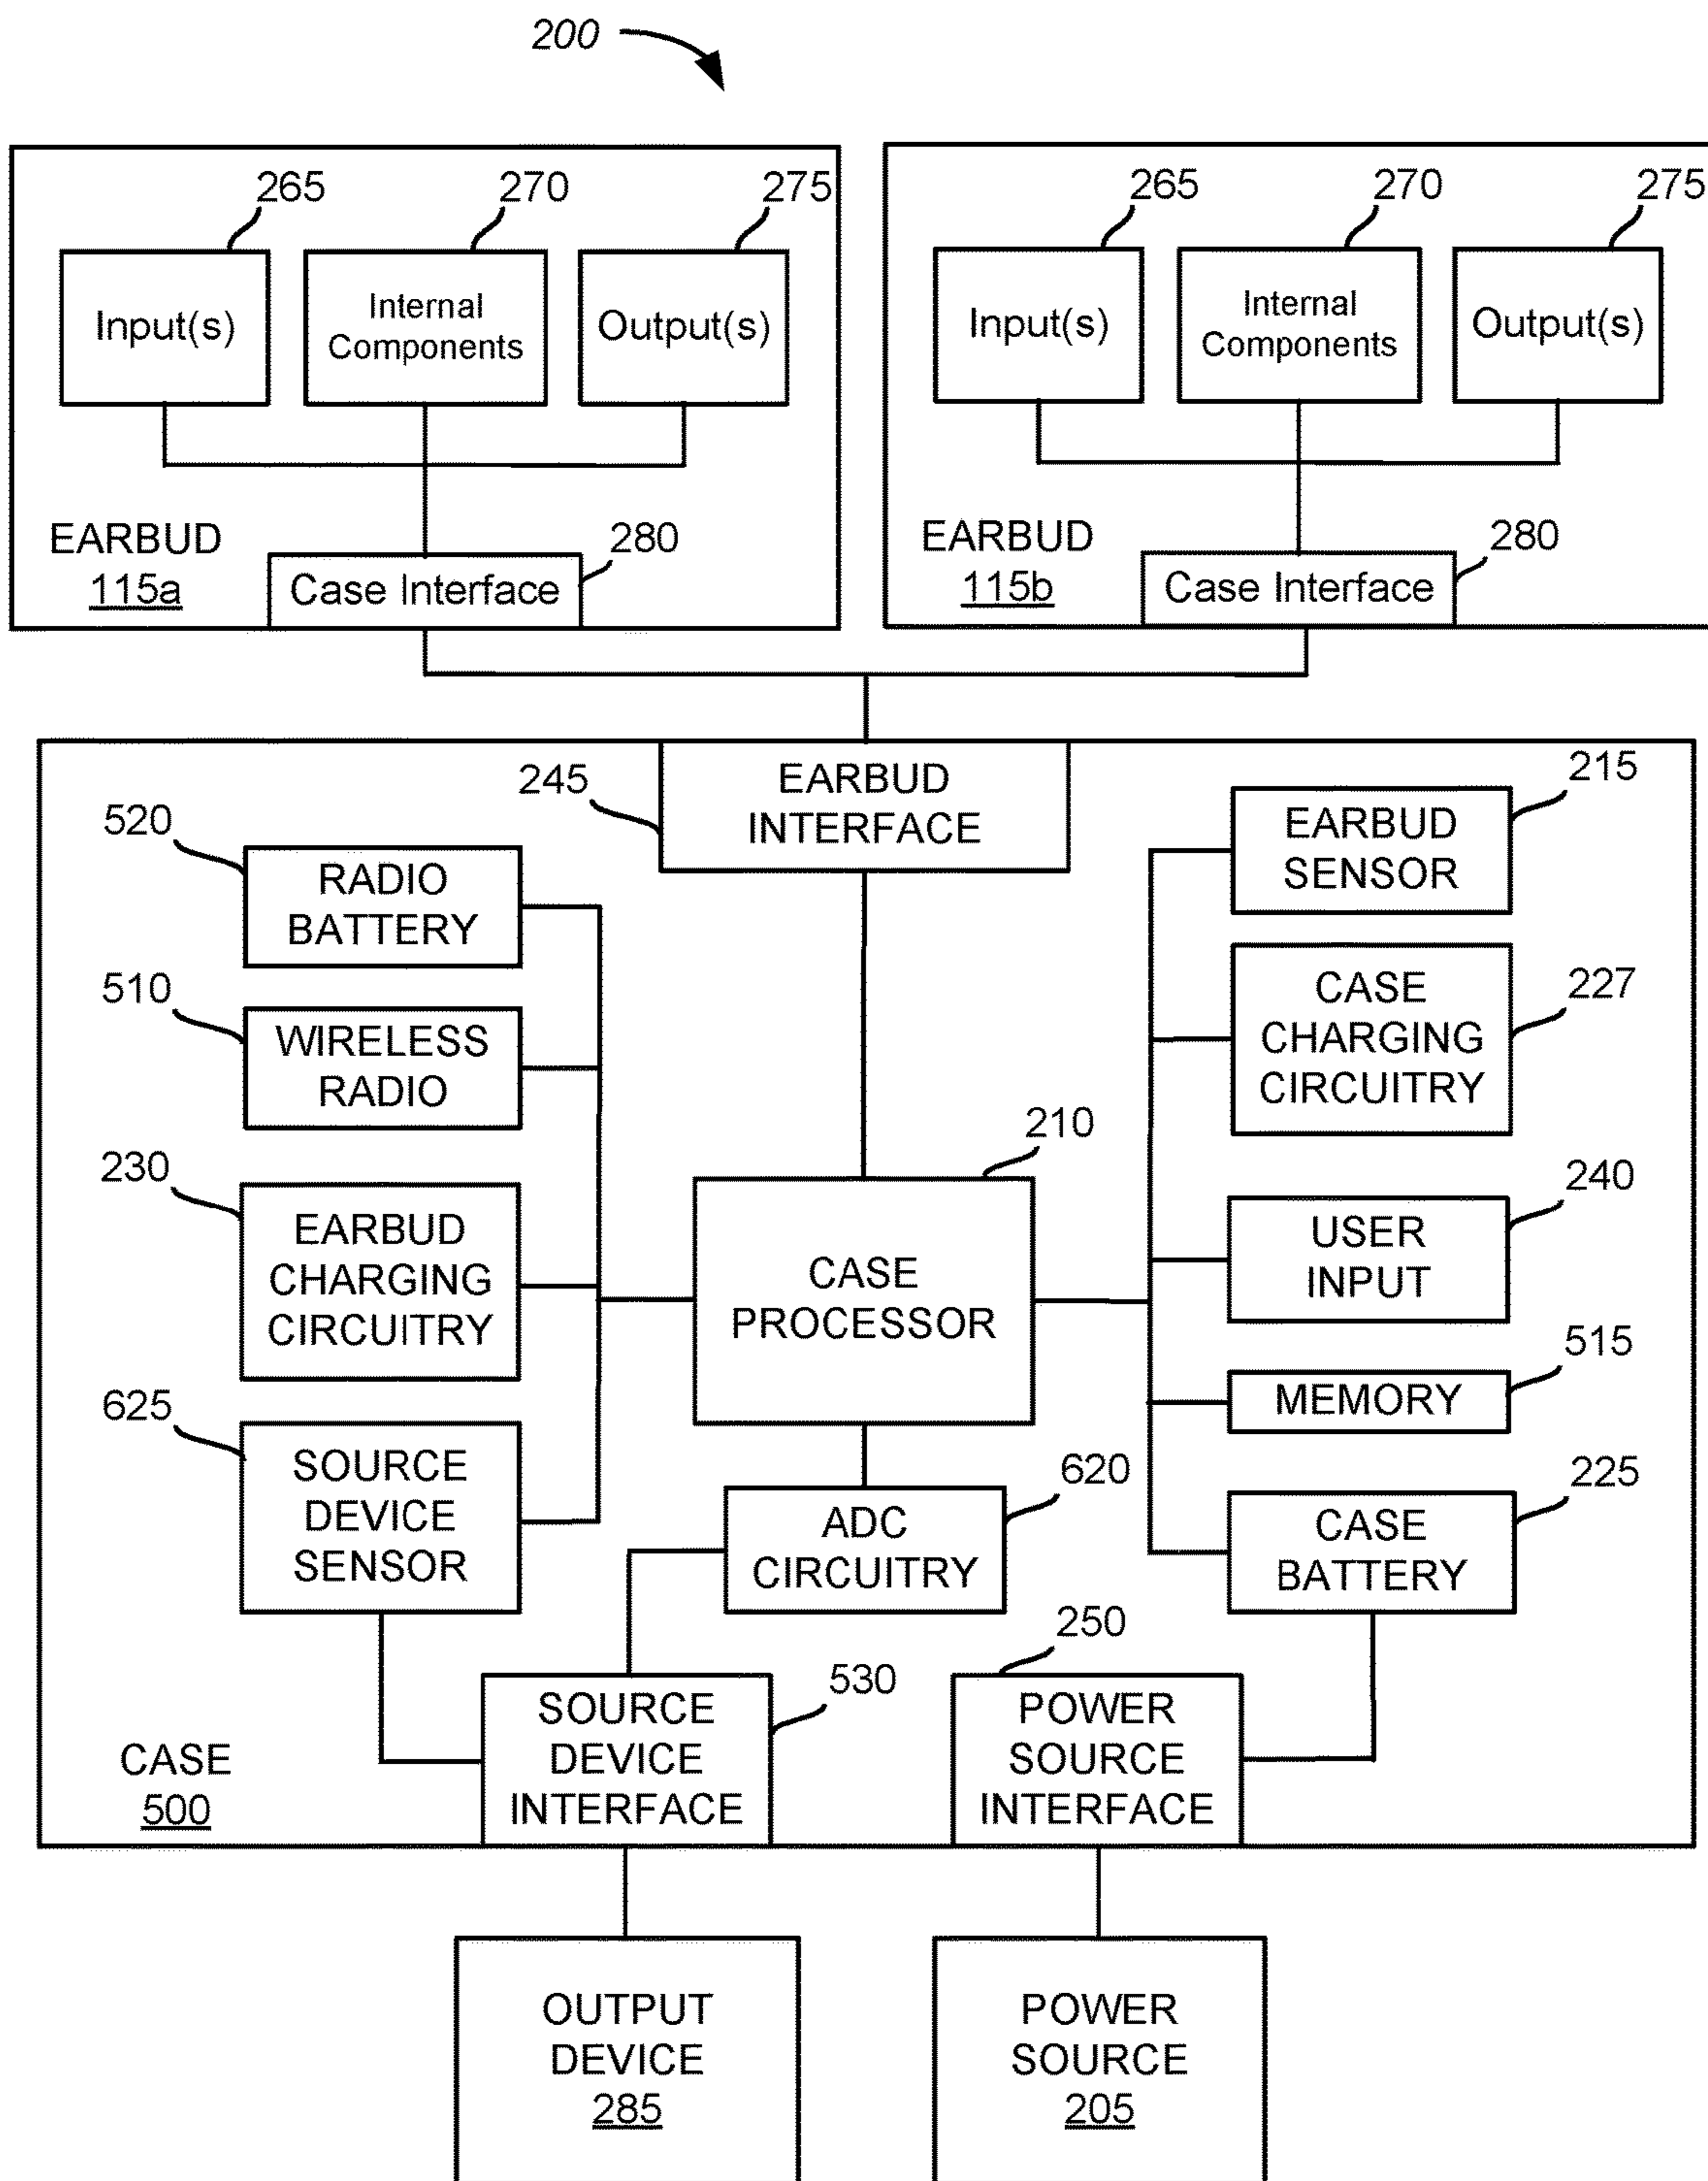 200
265
270
275
Input(s)
Internal
Components
Output(s)
EARBUD
115a
280
Case Interface
265
270
275
Input(s)
Internal
Components
Output(s)
EARBUD
115b
280
Case Interface
245
EARBUD
INTERFACE
520
RADIO
BATTERY
510
WIRELESS
RADIO
230
EARBUD
CHARGING
CIRCUITRY
625
SOURCE
DEVICE
SENSOR
210
CASE
PROCESSOR
620
ADC
CIRCUITRY
215
EARBUD
SENSOR
227
CASE
CHARGING
CIRCUITRY
240
USER
INPUT
515
MEMORY
225
CASE
BATTERY
530
SOURCE
DEVICE
INTERFACE
250
POWER
SOURCE
INTERFACE
CASE
500
OUTPUT
DEVICE
285
POWER
SOURCE
205